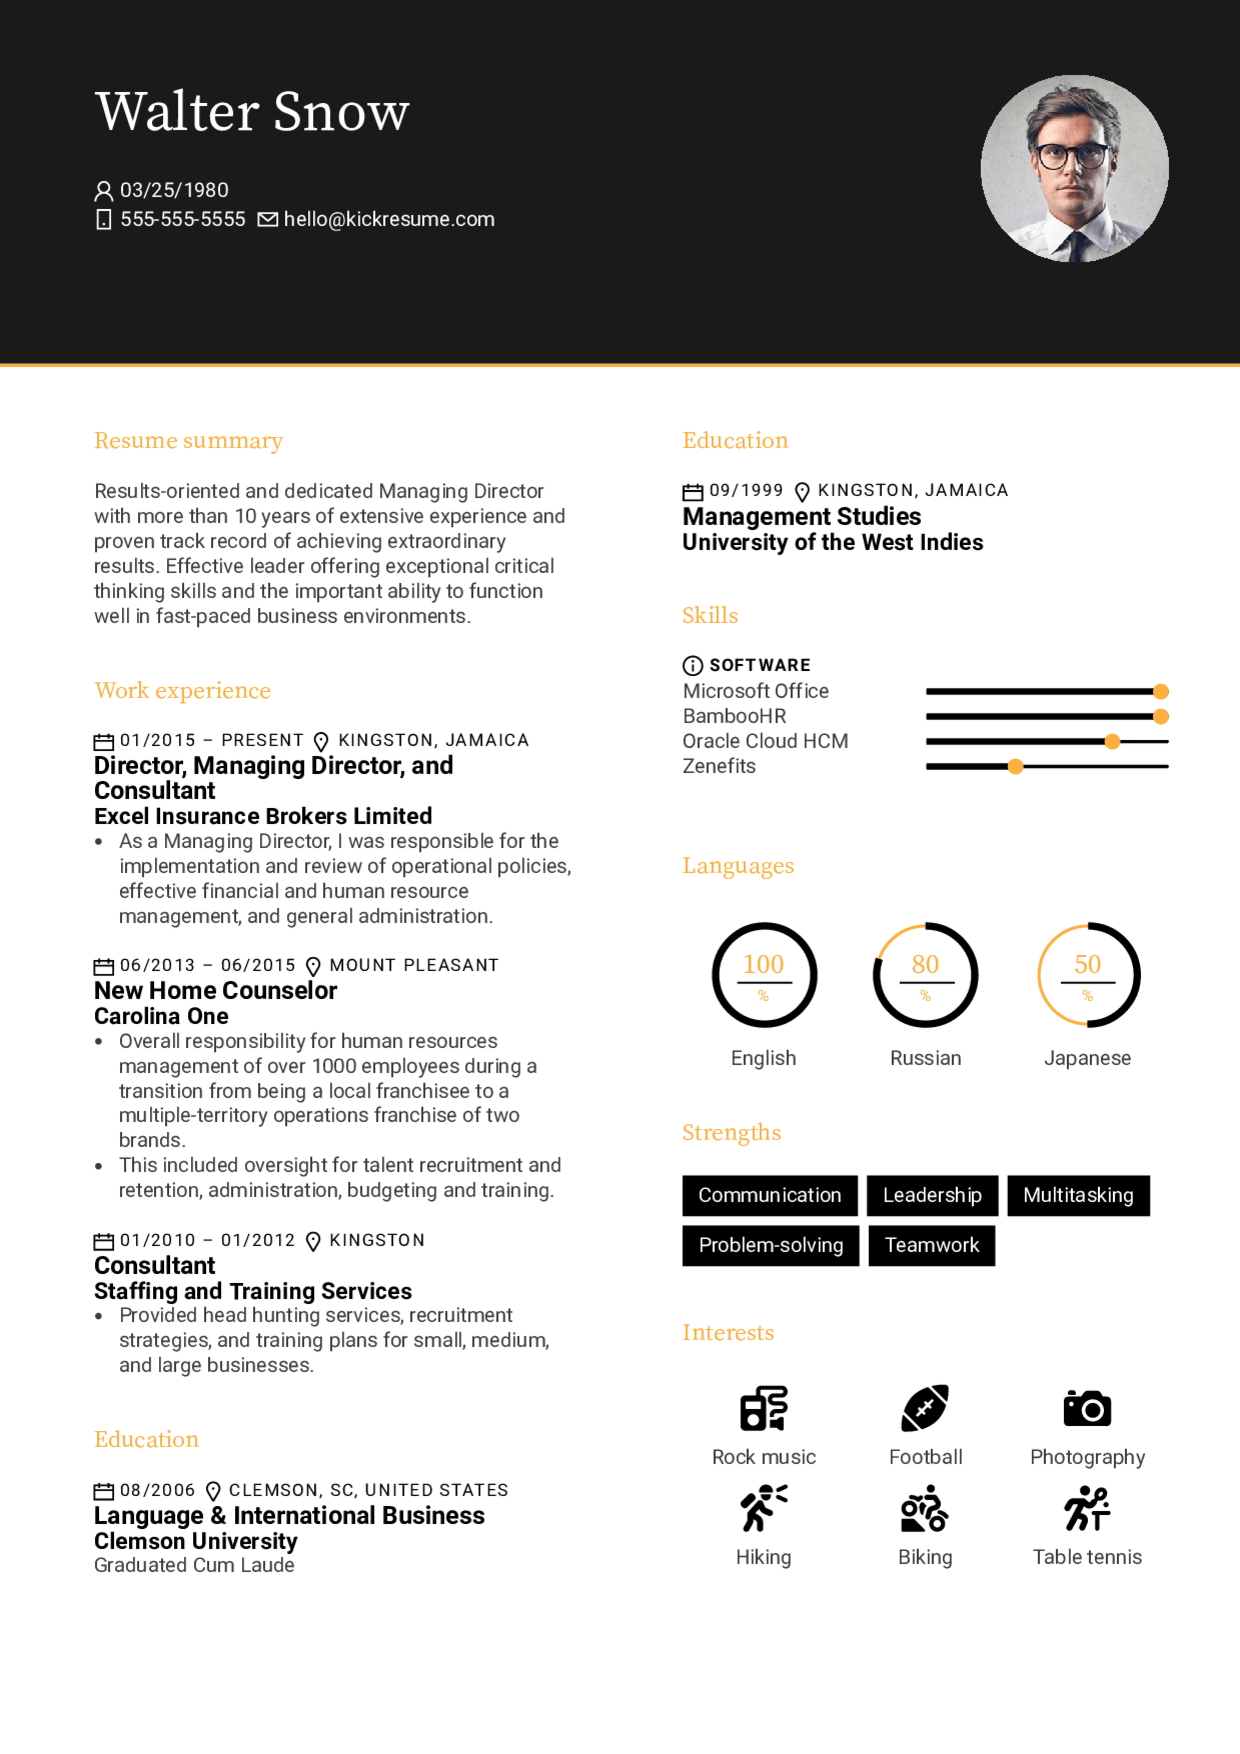 Walter Snow
03/25/1980
555-555-5555 hello@kickresume.com
Resume summary
Results-oriented and dedicated Managing Director
with more than 10 years of extensive experience and
proven track record of achieving extraordinary
results. Effective leader offering exceptional critical
thinking skills and the important ability to function
well in fast-paced business environments.
Work experience
01/2015 – PRESENT KINGSTON, JAMAICA
Director, Managing Director, and
Consultant
Excel Insurance Brokers Limited
• As a Managing Director, I was responsible for the
implementation and review of operational policies,
effective financial and human resource
management, and general administration.
06/2013 – 06/2015 MOUNT PLEASANT
New Home Counselor
Carolina One
• Overall responsibility for human resources
management of over 1000 employees during a
transition from being a local franchisee to a
multiple-territory operations franchise of two
brands.
• This included oversight for talent recruitment and
retention, administration, budgeting and training.
01/2010 – 01/2012 KINGSTON
Consultant
Staffing and Training Services
• Provided head hunting services, recruitment
strategies, and training plans for small, medium,
and large businesses.
Education
08/2006 CLEMSON, SC, UNITED STATES
Language & International Business
Clemson University
Graduated Cum Laude
Education
09/1999 KINGSTON, JAMAICA
Management Studies
University of the West Indies
Skills
SOFTWARE
Microsoft Office
BambooHR
Oracle Cloud HCM
Zenefits
Languages
100 80 50
% % %
English Russian Japanese
Strengths
Communication Leadership Multitasking
Problem-solving Teamwork
Interests
Rock music Football Photography
Hiking Biking Table tennis